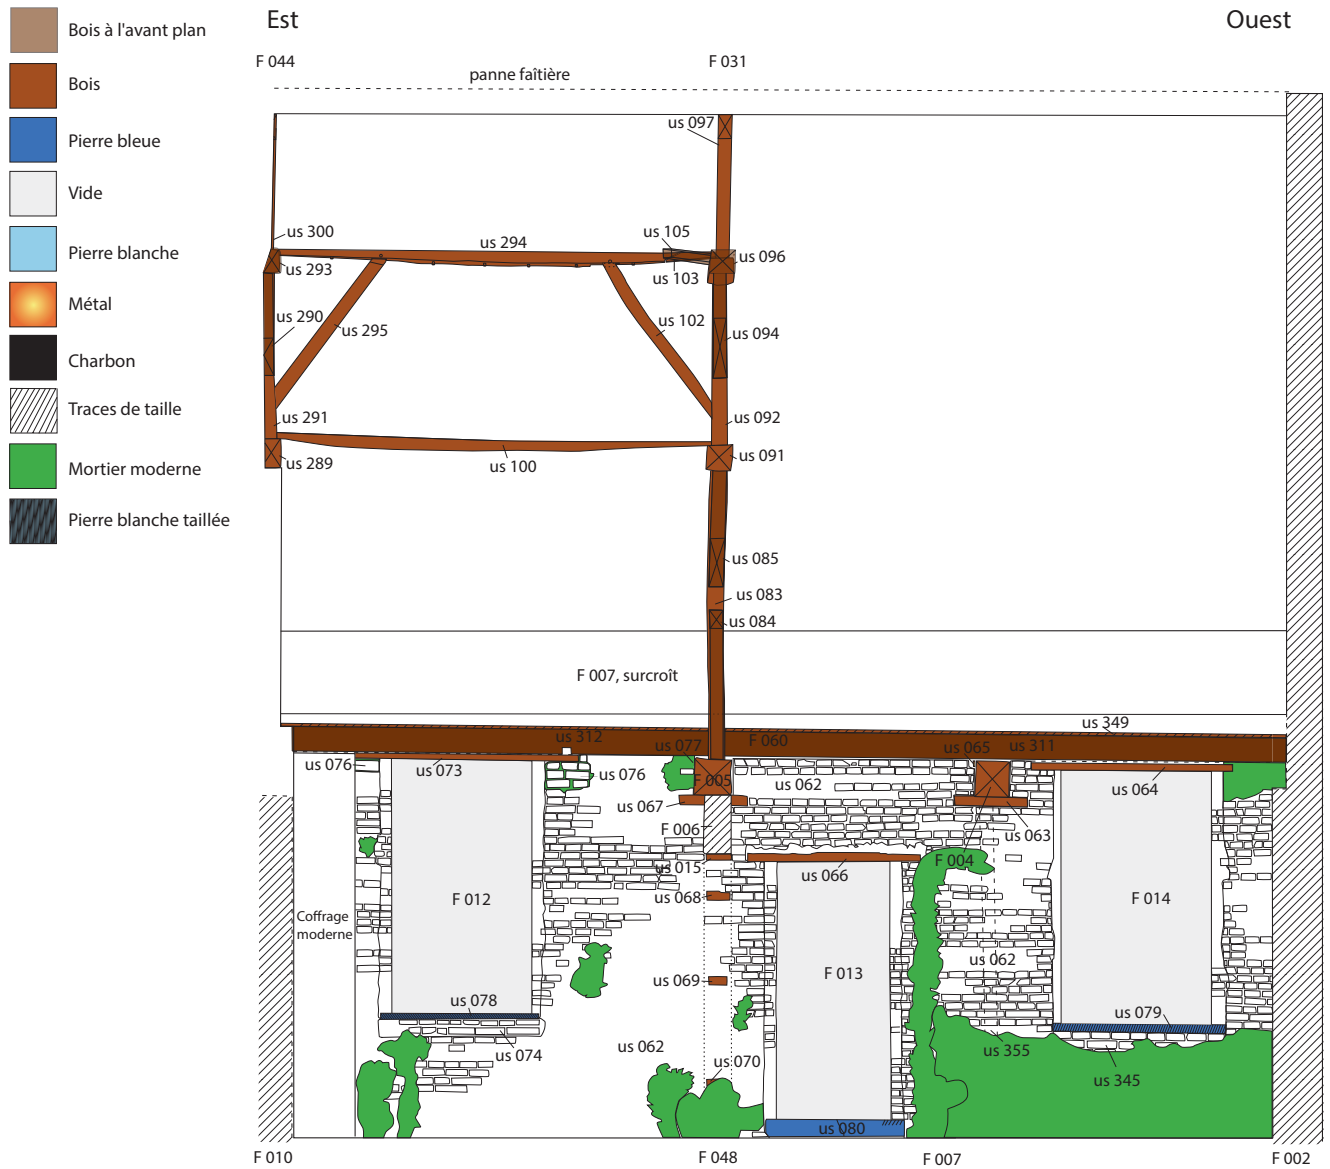 Est
Ouest
Bois à l'avant plan
Bois
Pierre bleue
Vide
Pierre blanche
Métal
Charbon
Traces de taille
Mortier moderne
Pierre blanche taillée
F 044
F 031
panne faîtière
us 097
us 300
us 294
us 105
us 096
us 293
us 103
us 290
us 295
us 102
us 094
us 291
us 092
us 289
us 100
us 091
us 085
us 083
us 084
F 007, surcroît
us 349
us 312
us 077
F 060
us 065
us 311
us 076
us 073
us 076
F 005
us 062
us 064
us 067
us 063
F 006
us 015
us 066
F 004
us 068
F 012
F 014
Coffrage
moderne
us 069
F 013
us 062
us 078
us 079
us 074
us 062
us 355
us 070
us 345
us 080
F 010
F 048
F 007
F 002